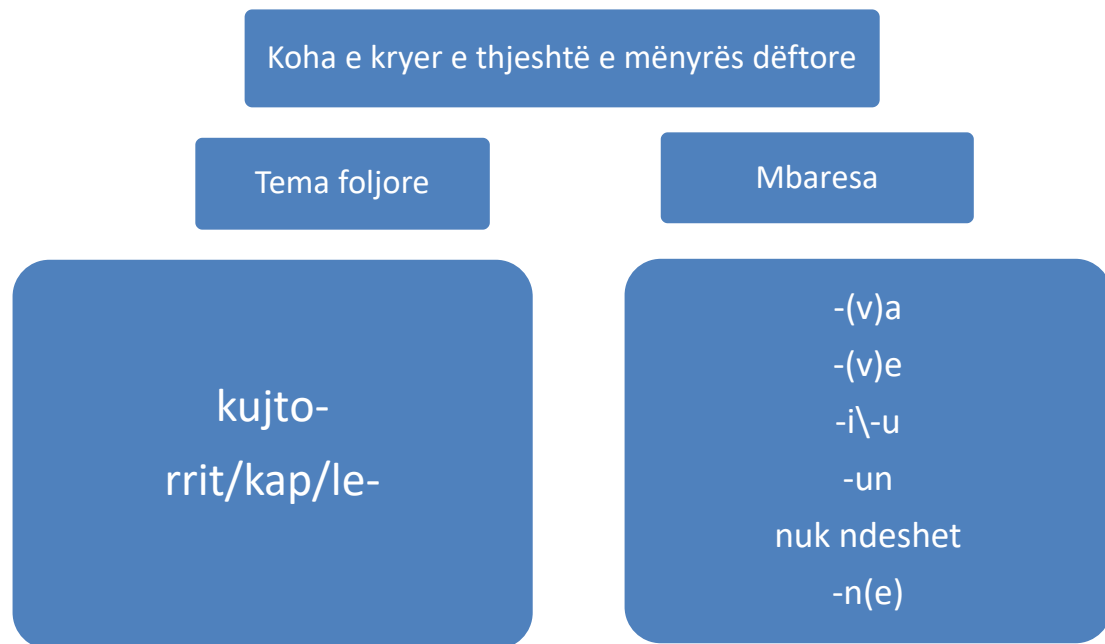 Koha e kryer e thjeshtë e mënyrës dëftore
Tema foljore
Mbaresa
kujto-
rrit/kap/le-
-(v)a
-(v)e
-i\-u
-un
nuk ndeshet
-n(e)